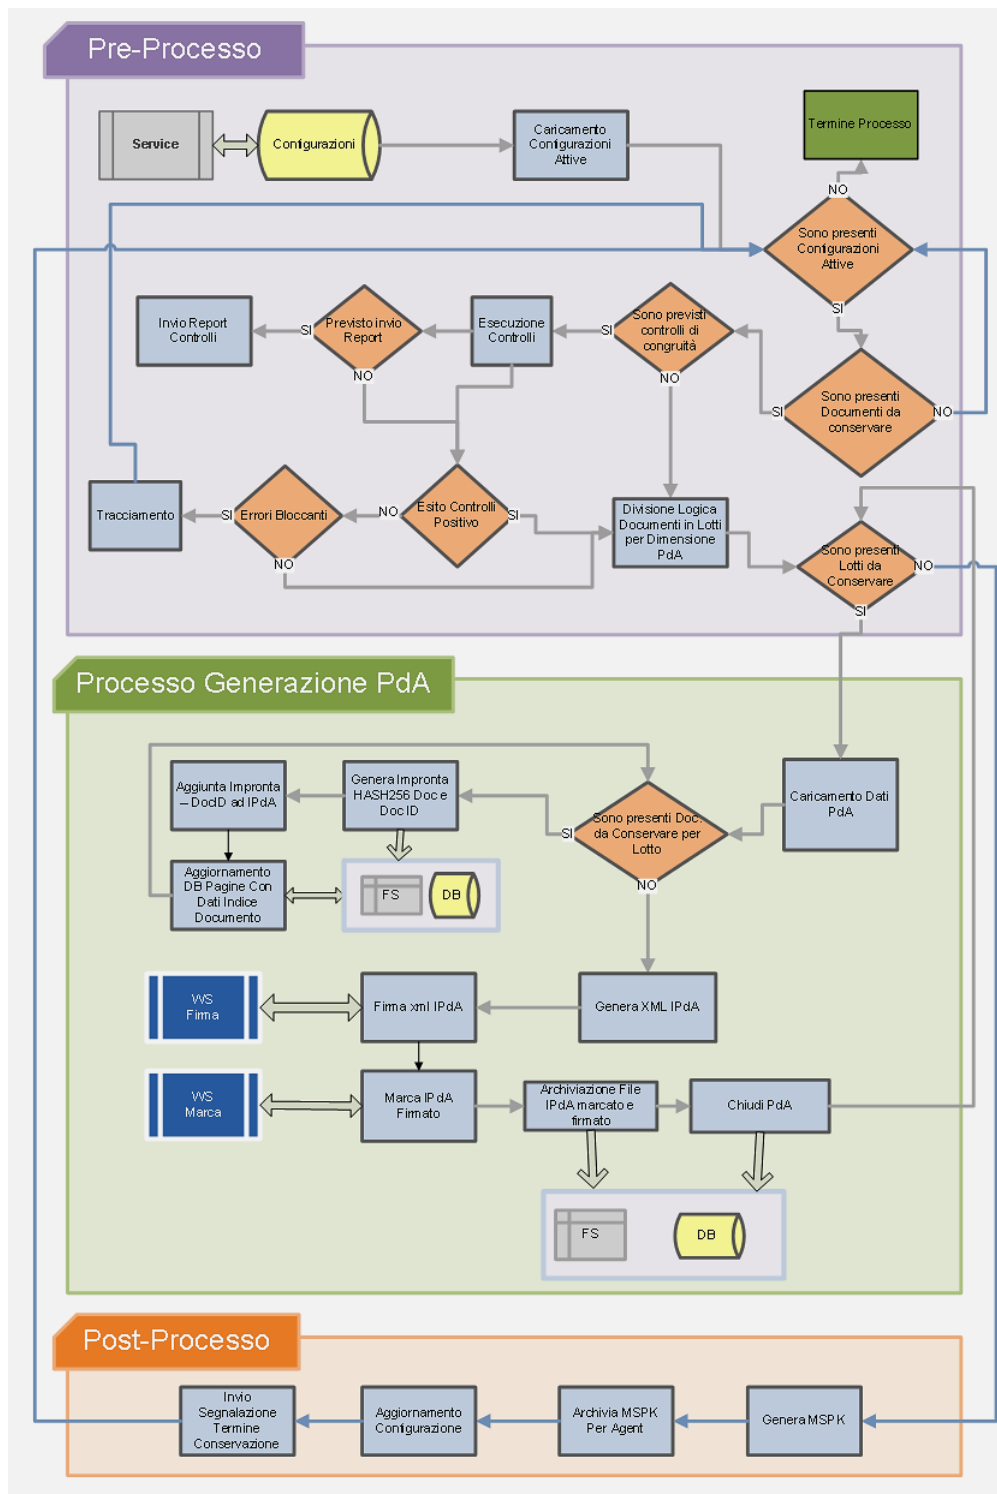 Pre-Processo
Service
Configurazioni
Caricamento
Configurazioni
Attive
Termine Processo
NO
Sono presenti
Configurazioni
Attive
SI
Invio Report
Controlli
SI
Previsto invio
Report
NO
Esecuzione
Controlli
SI
Sono previsti
controlli di
congruità
NO
SI
Sono presenti
Documenti da
conservare
NO
Tracciamento
SI
Errori Bloccanti
NO
NO
Esito Controlli
Positivo
SI
Divisione Logica
Documenti in Lotti
per Dimensione
PdA
Sono presenti
Lotti da
Conservare
NO
SI
Processo Generazione PdA
Aggiunta Impronta
– DocID ad IPdA
Genera Impronta
HASH256 Doc e
DocID
SI
Sono presenti Doc.
da Conservare per
Lotto
NO
Caricamento Dati
PdA
Aggiornamento
DB Pagine Con
Dati Indice
Documento
FS
DB
WS
Firma
Firma xml IPdA
Genera XML IPdA
WS
Marca
Marca IPdA
Firmato
Archiviazione File
IPdA marcato e
firmato
Chiudi PdA
FS
DB
Post-Processo
Invio
Segnalazione
Termine
Conservazione
Aggiornamento
Configurazione
Archivia MSPK
Per Agent
Genera MSPK